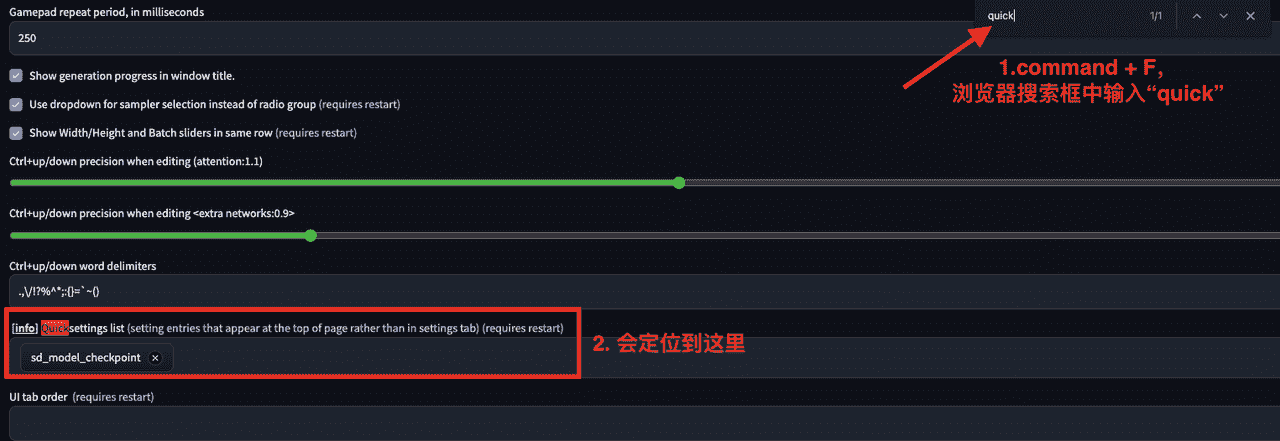 Gamepad repeat period, in milliseconds
quick
1/1
250
1.command + F,
浏览器搜索框中输入“quick”
Show generation progress in window title.
Use dropdown for sampler selection instead of radio group (requires restart)
Show Width/Height and Batch sliders in same row (requires restart)
Ctrl+up/down precision when editing (attention:1.1)
Ctrl+up/down precision when editing <extra networks:0.9>
Ctrl+up/down word delimiters
.,\/!?%^*;:{}=`~()
[info] Quicksettings list (setting entries that appear at the top of page rather than in settings tab) (requires restart)
2. 会定位到这里
sd_model_checkpoint
UI tab order (requires restart)